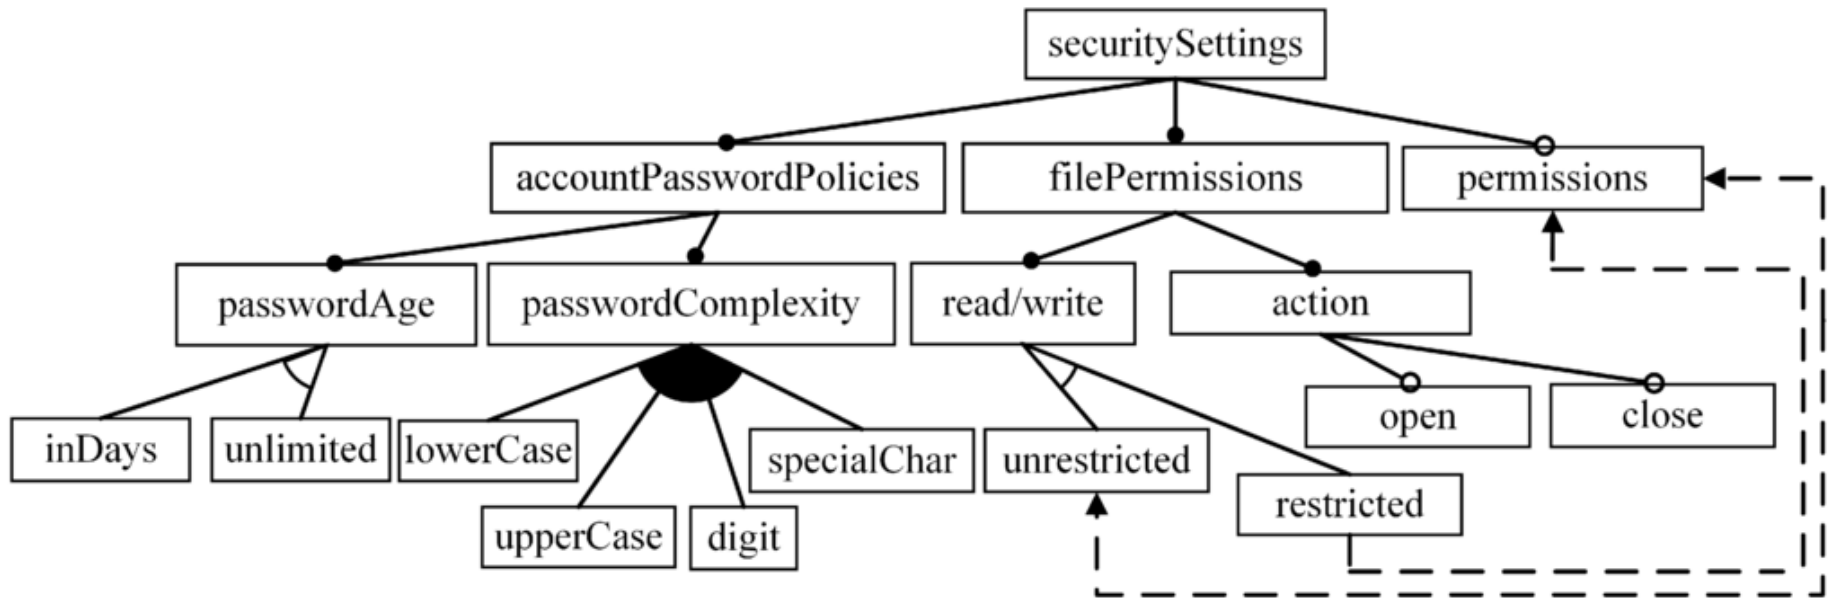 securitySettings
accountPasswordPolicies
filePermissions
permissions
passwordAge
passwordComplexity
read/write
action
inDays
unlimited
lowerCase
upperCase
digit
specialChar
unrestricted
restricted
open
close